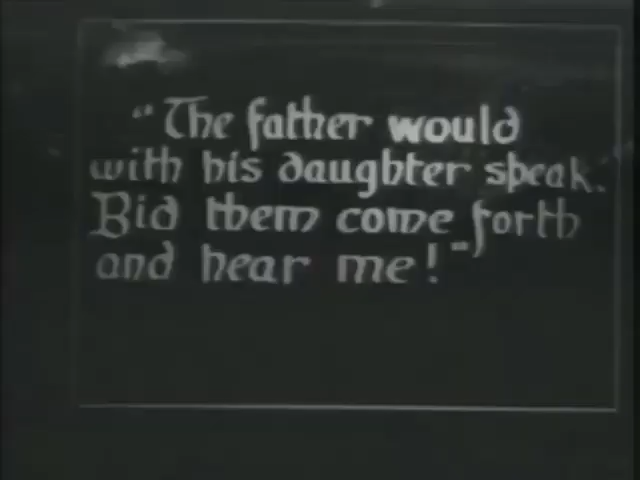 "The father would
with his daughter speak.
Bid them come forth
and hear me!"